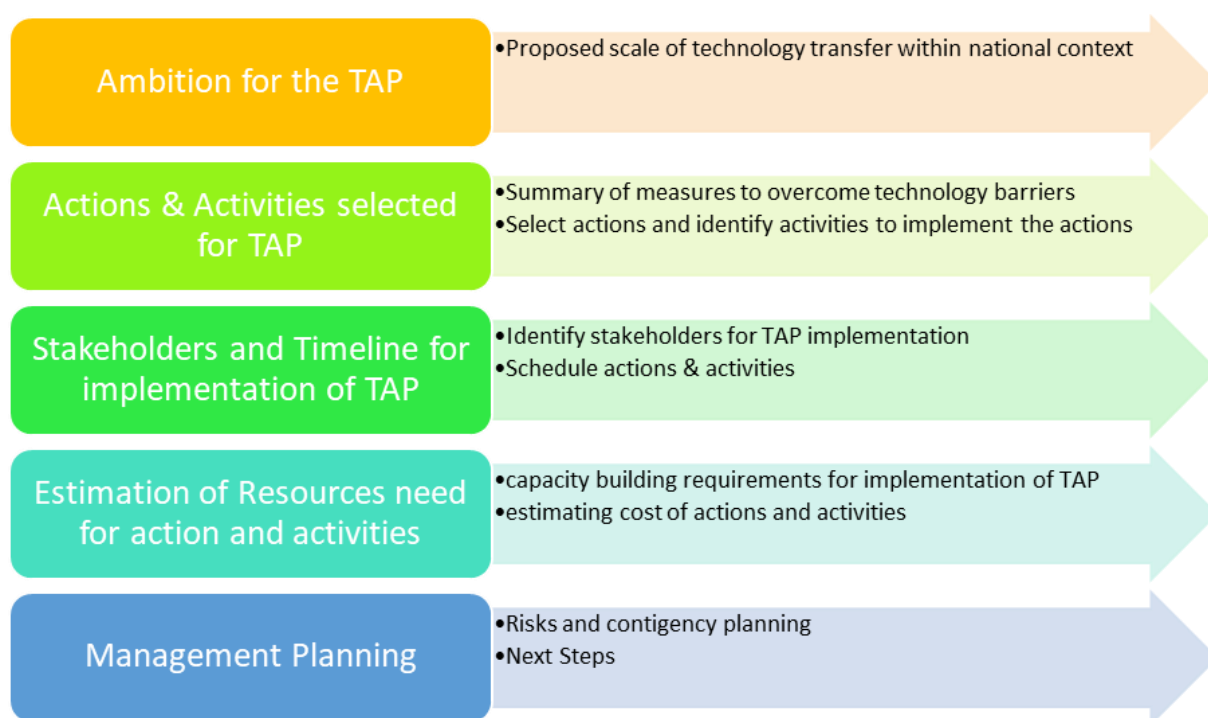 Ambition for the TAP
•Proposed scale of technology transfer within national context
Actions & Activities selected
for TAP
•Summary of measures to overcome technology barriers
•Select actions and identify activities to implement the actions
Stakeholders and Timeline for
implementation of TAP
•Identify stakeholders for TAP implementation
•Schedule actions & activities
Estimation of Resources need
for action and activities
•capacity building requirements for implementation of TAP
•estimating cost of actions and activities
Management Planning
•Risks and contigency planning
•Next Steps